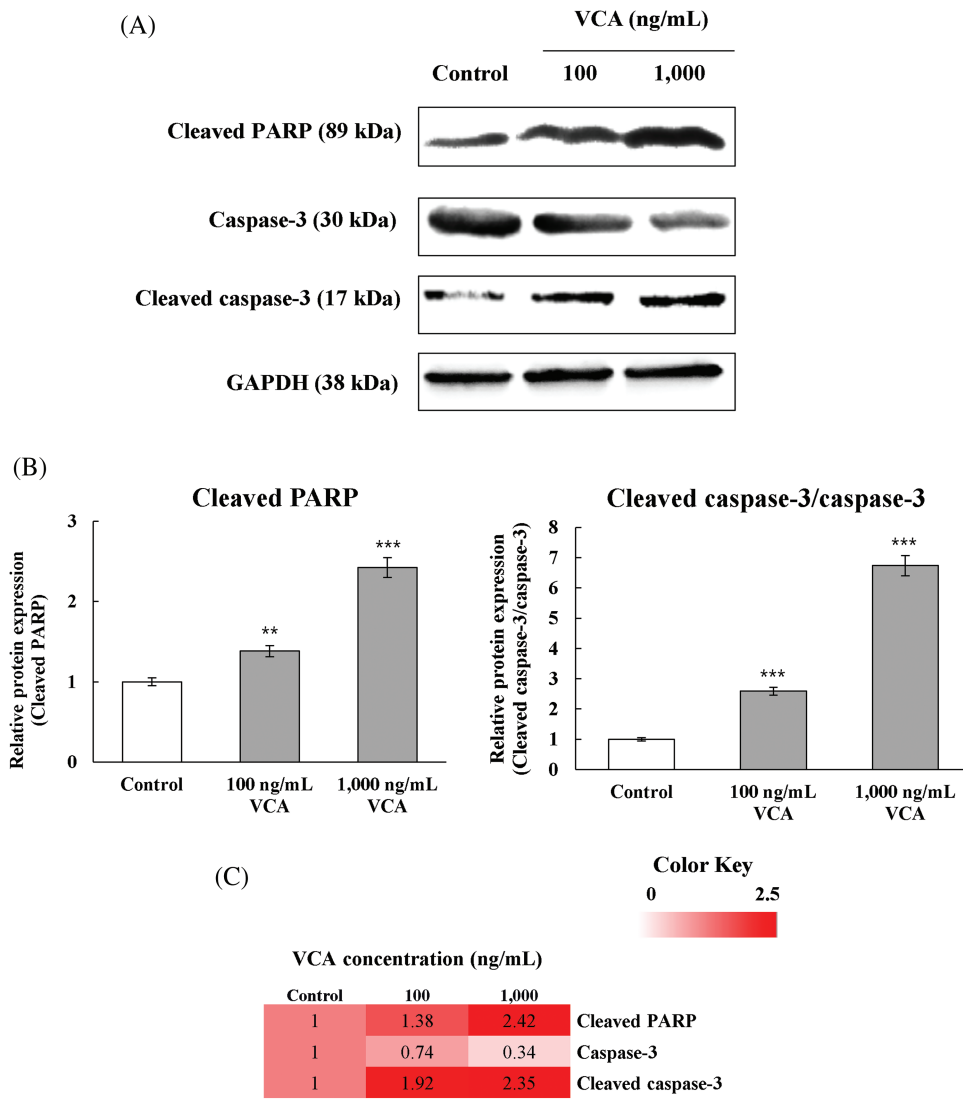 (A)
VCA (ng/mL)
Control 100 1,000
Cleaved PARP (89 kDa)
Caspase-3 (30 kDa)
Cleaved caspase-3 (17 kDa)
GAPDH (38 kDa)
(B)
Cleaved PARP
Relative protein expression
(Cleaved PARP)
3
2
1
0
**
***
Control
100 ng/mL
VCA
1,000 ng/mL
VCA
Cleaved caspase-3/caspase-3
Relative protein expression
(Cleaved caspase-3/caspase-3)
8
7
6
5
4
3
2
1
0
***
***
Control
100 ng/mL
VCA
1,000 ng/mL
VCA
(C)
Color Key
0 2.5
VCA concentration (ng/mL)
Control 100 1,000
1 1.38 2.42 Cleaved PARP
1 0.74 0.34 Caspase-3
1 1.92 2.35 Cleaved caspase-3